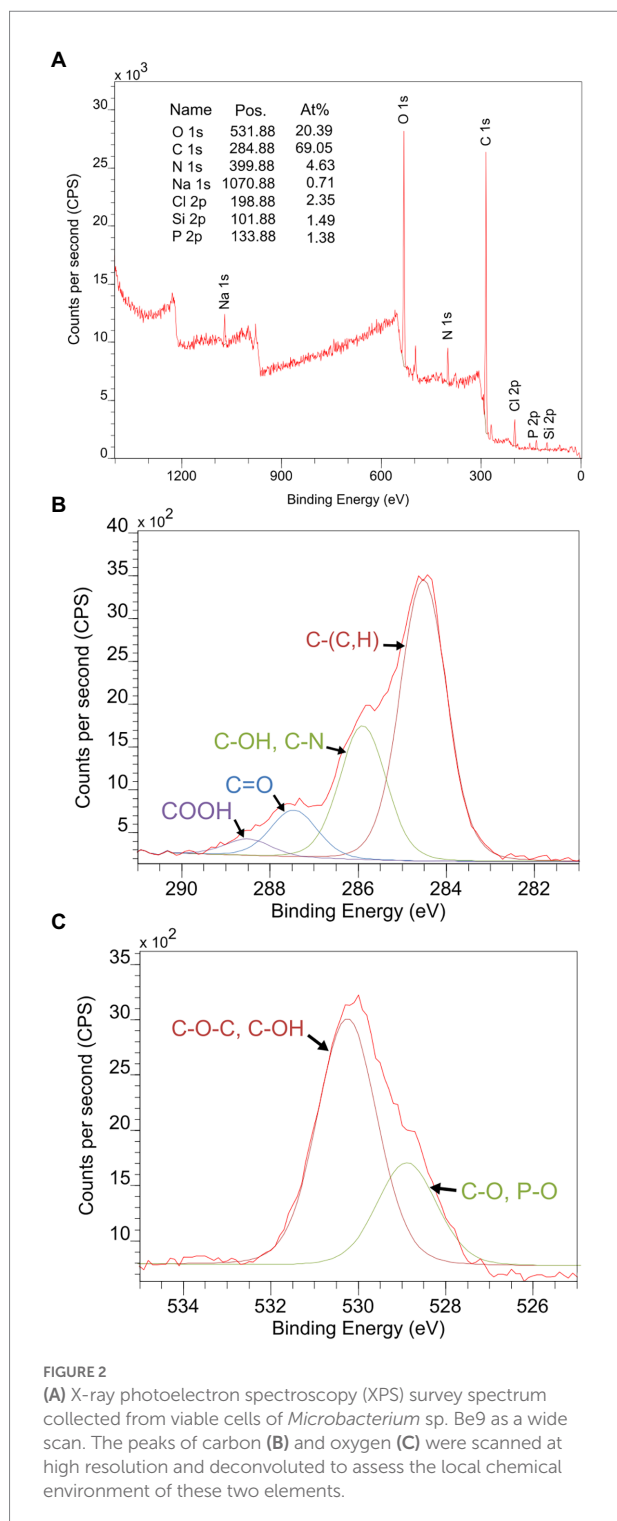 A
x 10³
30
25
20
15
10
5
0
Counts per second (CPS)
Name Pos. At%
O 1s 531.88 20.39
C 1s 284.88 69.05
N 1s 399.88 4.63
Na 1s 1070.88 0.71
Cl 2p 198.88 2.35
Si 2p 101.88 1.49
P 2p 133.88 1.38
Na 1s
O 1s
N 1s
C 1s
Cl 2p
P 2p
Si 2p
1200 900 600 300 0
Binding Energy (eV)
B
40 x 10²
35
30
25
20
15
10
5
Counts per second (CPS)
C-(C,H)
C-OH, C-N
C=O
COOH
290 288 286 284 282
Binding Energy (eV)
C
x 10²
35
30
25
20
15
10
Counts per second (CPS)
C-O-C, C-OH
C-O, P-O
534 532 530 528 526
Binding Energy (eV)
FIGURE 2
(A) X-ray photoelectron spectroscopy (XPS) survey spectrum
collected from viable cells of Microbacterium sp. Be9 as a wide
scan. The peaks of carbon (B) and oxygen (C) were scanned at
high resolution and deconvoluted to assess the local chemical
environment of these two elements.